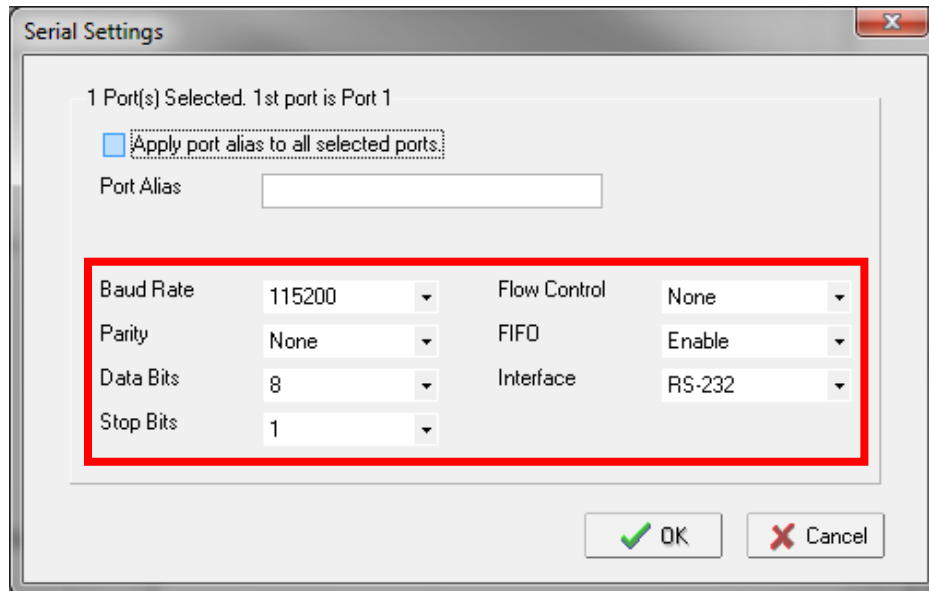 Serial Settings
1 Port(s) Selected. 1st port is Port 1
Apply port alias to all selected ports.
Port Alias
Baud Rate 115200 Flow Control None
Parity None FIFO Enable
Data Bits 8 Interface RS-232
Stop Bits 1
OK Cancel